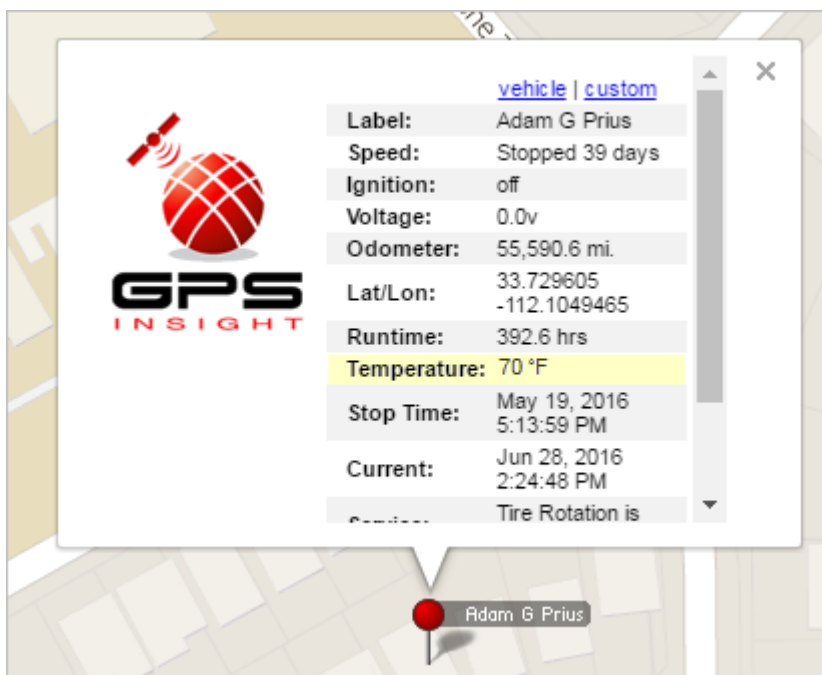 ne
vehicle | custom
Label: Adam G Prius
Speed: Stopped 39 days
Ignition: off
Voltage: 0.0v
Odometer: 55,590.6 mi.
Lat/Lon: 33.729605
-112.1049465
Runtime: 392.6 hrs
Temperature: 70 °F
Stop Time: May 19, 2016
5:13:59 PM
Current: Jun 28, 2016
2:24:48 PM
Tire Rotation is
GPS
INSIGHT
Adam G Prius